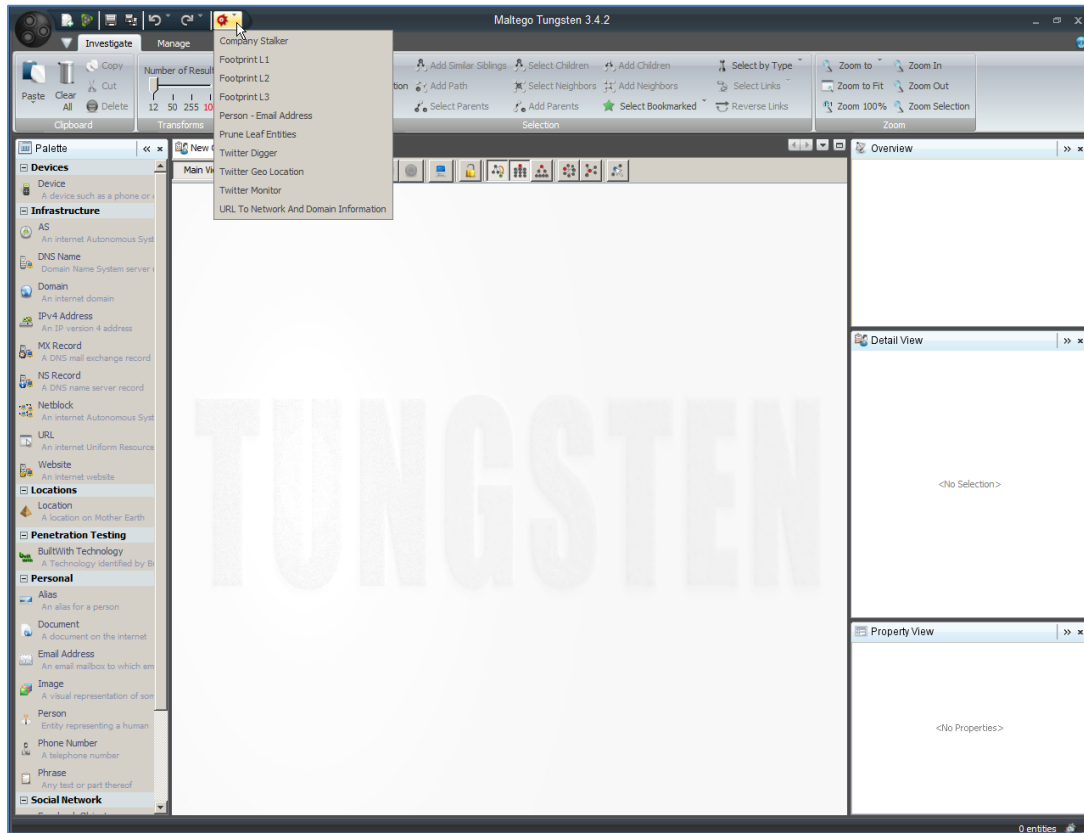 Maltego Tungsten 3.4.2
Investigate
Manage
Company Stalker
Footprint L1
Footprint L2
Footprint L3
Person - Email Address
Prune Leaf Entities
Twitter Digger
Twitter Geo Location
Twitter Monitor
URL To Network And Domain Information
Paste
Clear
All
Copy
Cut
Delete
Clipboard
Number of Resul
12 50 255 10
Transforms
Add Similar Siblings
Select Children
Add Children
Select by Type
tion
Add Path
Select Neighbors
Add Neighbors
Select Links
Select Parents
Add Parents
Select Bookmarked
Reverse Links
Selection
Zoom to
Zoom In
Zoom to Fit
Zoom Out
Zoom 100%
Zoom Selection
Zoom
Palette
Devices
Device
A device such as a phone or
Infrastructure
AS
An internet Autonomous Syst
DNS Name
Domain Name System server
Domain
An internet domain
IPv4 Address
An IP version 4 address
MX Record
A DNS mail exchange record
NS Record
A DNS name server record
Netblock
An internet Autonomous Syst
URL
An internet Uniform Resource
Website
An internet website
Locations
Location
A location on Mother Earth
Penetration Testing
BuiltWith Technology
A Technology identified by B
Personal
Alias
An alias for a person
Document
A document on the internet
Email Address
An email mailbox to which em
Image
A visual representation of som
Person
Entity representing a human
Phone Number
A telephone number
Phrase
Any text or part thereof
Social Network
New
Main Vi
TUNGSTEN
Overview
Detail View
<No Selection>
Property View
<No Properties>
0 entities